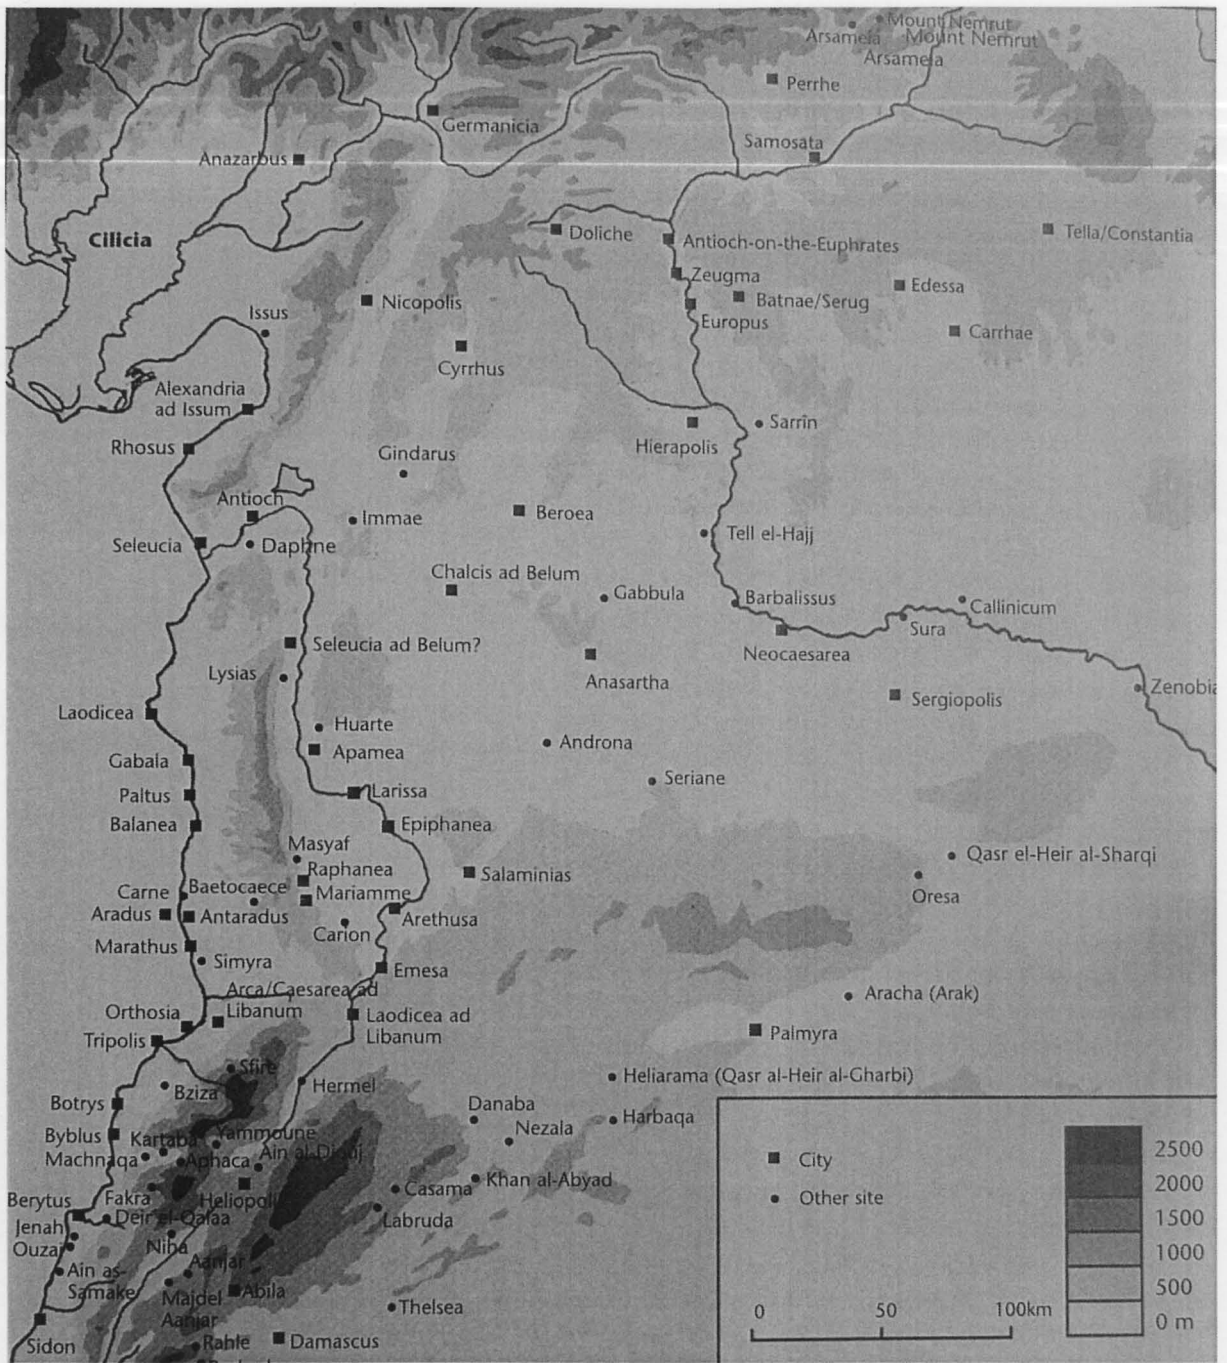 Mount Nemrut
Arsameia Mount Nemrut
Arsameia
Perrhe
Germanicia
Samosata
Anazarbus
Cilicia
Doliche
Antioch-on-the-Euphrates
Tella/Constantia
Zeugma
Edessa
Batnae/Serug
Nicopolis
Issus
Europus
Carrhae
Cyrrhus
Alexandria
ad Issum
Sarrîn
Rhosus
Hierapolis
Gindarus
Antioch
Beroea
Immae
Tell el-Hajj
Seleucia
Daphne
Chalcis ad Belum
Gabbula
Barbalissus
Callinicum
Sura
Seleucia ad Belum?
Neocaesarea
Lysias
Anasartha
Zenobia
Sergiopolis
Laodicea
Huarte
Androna
Apamea
Gabala
Seriane
Larissa
Paltus
Balanea
Epiphanea
Masyaf
Qasr el-Heir al-Sharqi
Raphanea
Salaminias
Carne
Baetocaece
Mariamme
Oresa
Aradus
Antaradus
Arethusa
Carion
Marathus
Simyra
Emesa
Arca/Caesarea ad
Libanum
Aracha (Arak)
Orthosia
Laodicea ad
Libanum
Palmyra
Tripolis
Sfire
Heliarama (Qasr al-Heir al-Gharbi)
Bziza
Hermel
Botrys
Danaba
Harbaqa
Nezala
Byblus
Kartaba
Yammoune
Machnaqa
Aphaca
Ain al-Djouj
Khan al-Abyad
Casama
Fakra
Heliopoli
Berytus
Deir el-Qalaa
Labruda
Jenah
Ouzai
Niha
Aanjar
Ain as-
Samake
Majdel
Aanjar
Abila
Thelsea
Sidon
Rahle
Damascus
City
Other site
2500
2000
1500
1000
500
0 m
0 50 100km